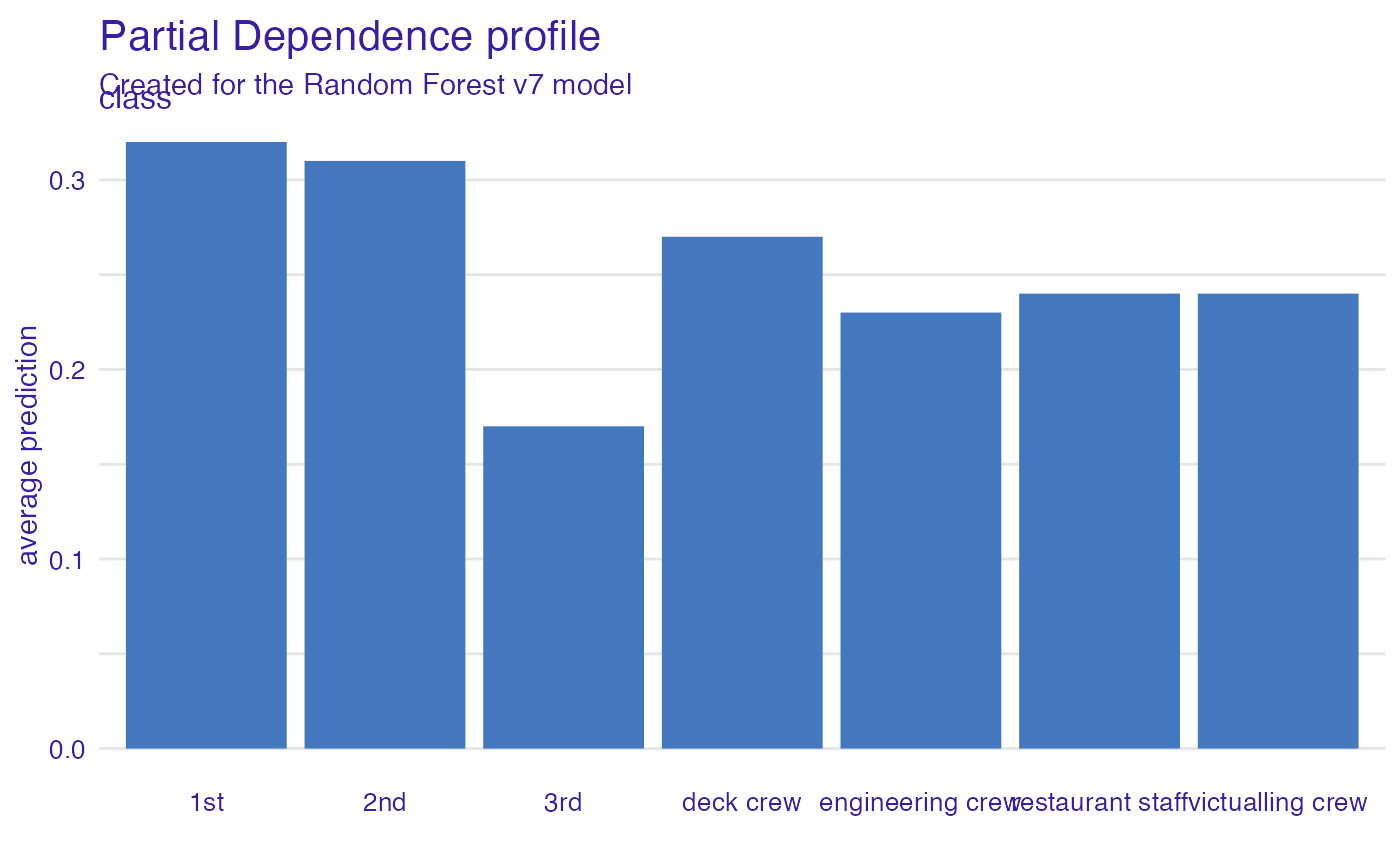 Partial Dependence profile
Created for the Random Forest v7 model
class
average prediction
0.3
0.2
0.1
0.0
1st 2nd 3rd deck crew engineering crew restaurant staff victualling crew